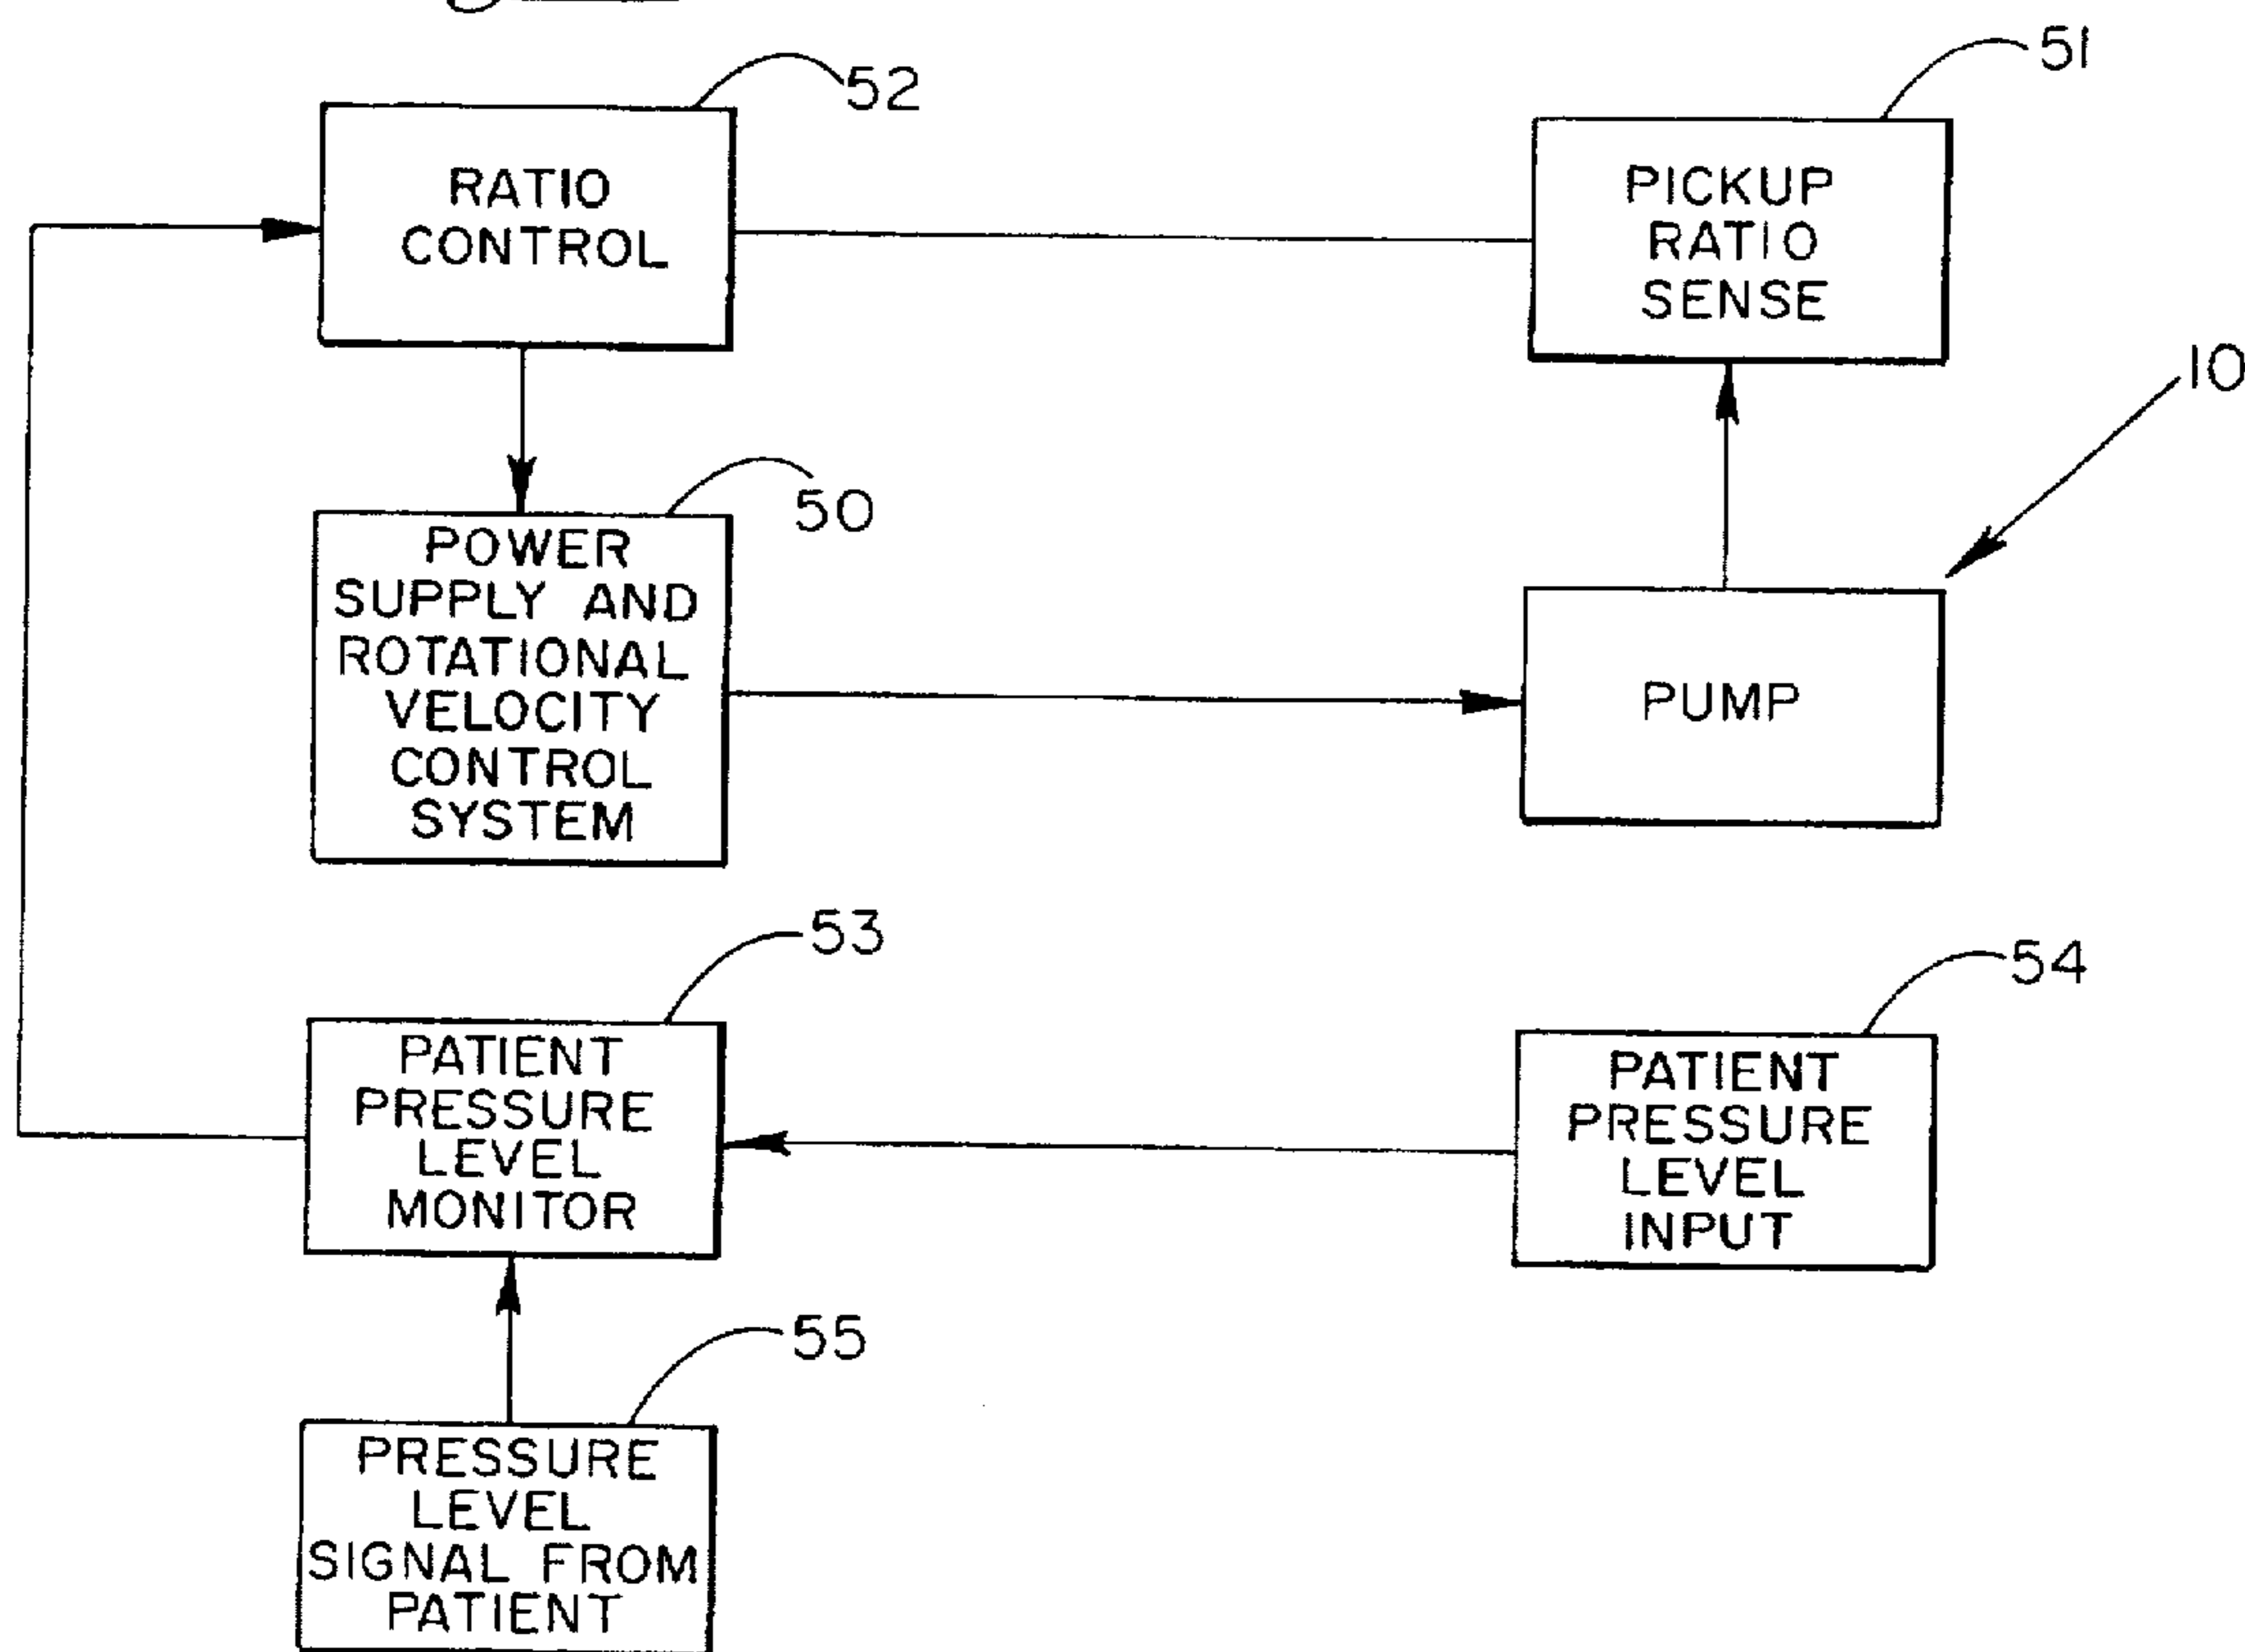 52
51
RATIO
CONTROL
PICKUP
RATIO
SENSE
10
50
POWER
SUPPLY AND
ROTATIONAL
VELOCITY
CONTROL
SYSTEM
PUMP
53
54
PATIENT
PRESSURE
LEVEL
MONITOR
PATIENT
PRESSURE
LEVEL
INPUT
55
PRESSURE
LEVEL
SIGNAL FROM
PATIENT